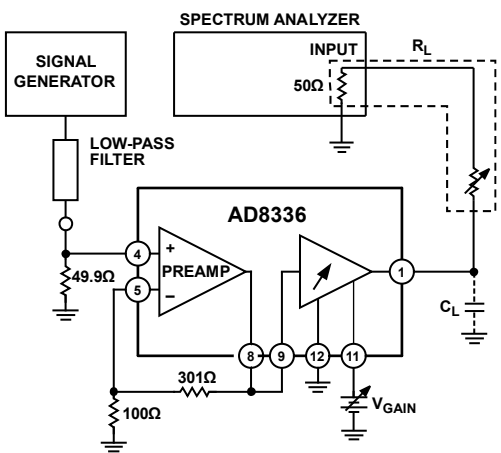 SPECTRUM ANALYZER
SIGNAL
GENERATOR
INPUT
RL
50Ω
LOW-PASS
FILTER
AD8336
4
+
PREAMP
49.9Ω
5
–
1
CL
8
9
12
11
301Ω
100Ω
VGAIN